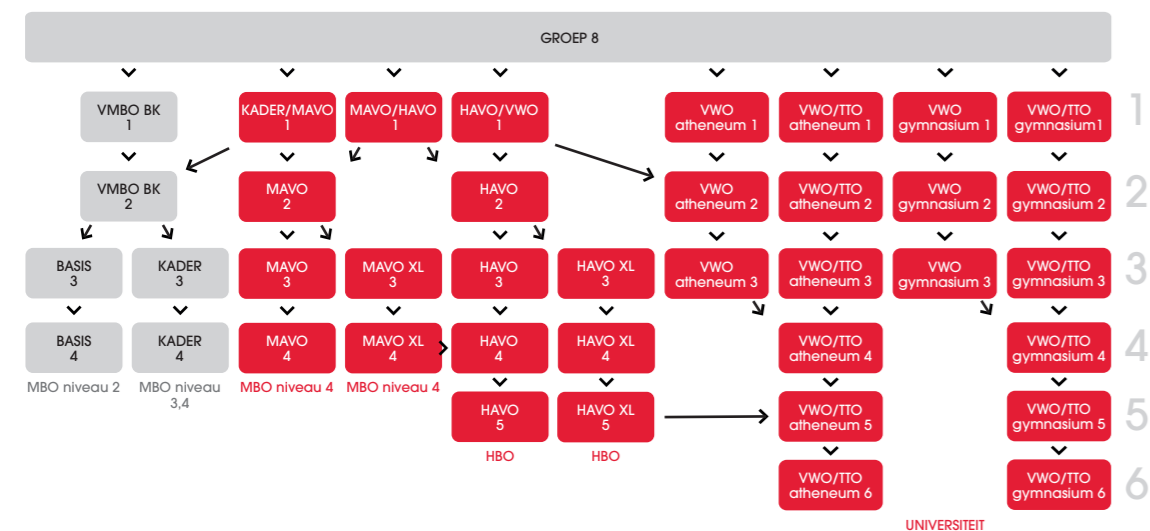 GROEP 8
VMBO BK
1
KADER/MAVO
1
MAVO/HAVO
1
HAVO/VWO
1
VWO
atheneum 1
VWO/TTO
atheneum 1
VWO
gymnasium 1
VWO/TTO
gymnasium1
1
VMBO BK
2
MAVO
2
HAVO
2
VWO
atheneum 2
VWO/TTO
atheneum 2
VWO
gymnasium 2
VWO/TTO
gymnasium 2
2
BASIS
3
KADER
3
MAVO
3
MAVO XL
3
HAVO
3
HAVO XL
3
VWO
atheneum 3
VWO/TTO
atheneum 3
VWO
gymnasium 3
VWO/TTO
gymnasium 3
3
BASIS
4
KADER
4
MAVO
4
MAVO XL
4
HAVO
4
HAVO XL
4
VWO/TTO
atheneum 4
VWO/TTO
gymnasium 4
4
MBO niveau 2
MBO niveau
3,4
MBO niveau 4
MBO niveau 4
HAVO
5
HAVO XL
5
VWO/TTO
atheneum 5
VWO/TTO
gymnasium 5
5
HBO
HBO
VWO/TTO
atheneum 6
VWO/TTO
gymnasium 6
6
UNIVERSITEIT